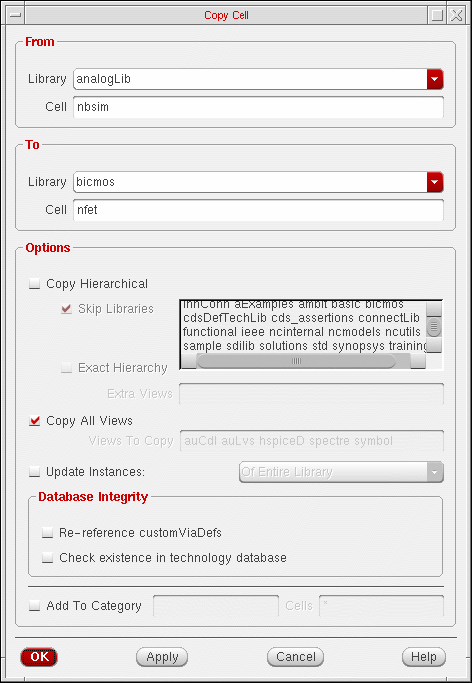 Copy Cell
From
Library analogLib
Cell nbsim
To
Library bicmos
Cell nfet
Options
Copy Hierarchical
Skip Libraries
ahdlLib aExamples ambit basic bicmos
cdsDefTechLib cds_assertions connectLib
functional ieee ncinternal ncmodels ncutils
sample sdilib solutions std synopsys training
Exact Hierarchy
Extra Views
Copy All Views
Views To Copy auCdl auLvs hspiceD spectre symbol
Update Instances: Of Entire Library
Database Integrity
Re-reference customViaDefs
Check existence in technology database
Add To Category Cells *
OK Apply Cancel Help